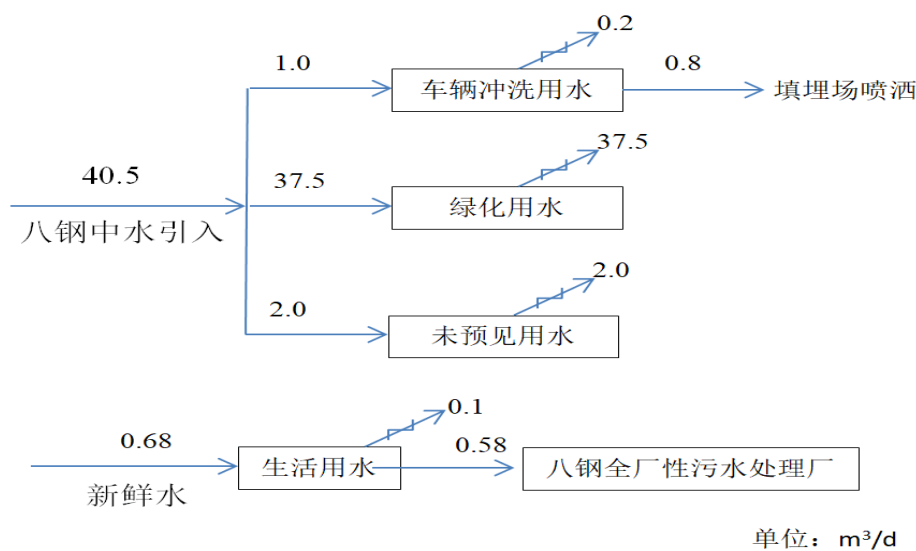 0.2
1.0
车辆冲洗用水
0.8
填埋场喷洒
37.5
40.5
37.5
八钢中水引入
绿化用水
2.0
2.0
未预见用水
0.1
0.68
0.58
生活用水
八钢全厂性污水处理厂
新鲜水
单位：m³/d